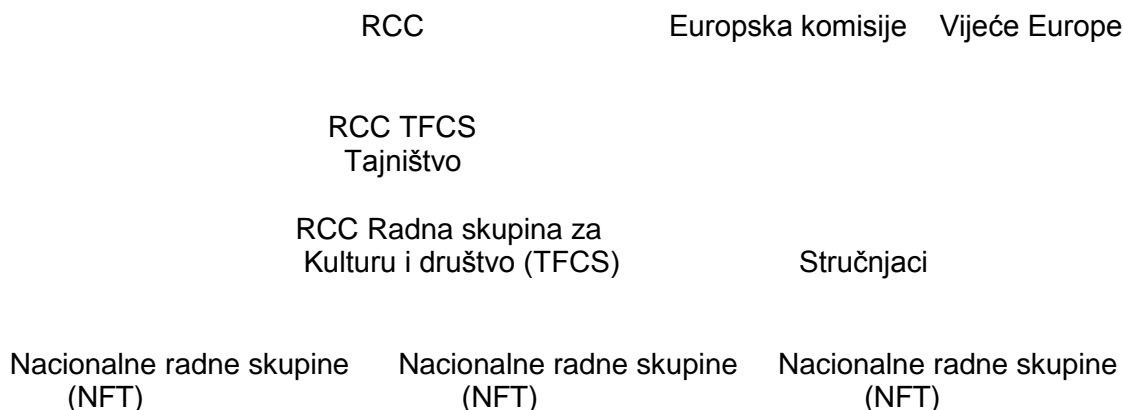 RCC Europska komisije Vijeće Europe
RCC TFCS
Tajništvo
RCC Radna skupina za
Kulturu i društvo (TFCS) Stručnjaci
Nacionalne radne skupine Nacionalne radne skupine Nacionalne radne skupine
(NFT) (NFT) (NFT)